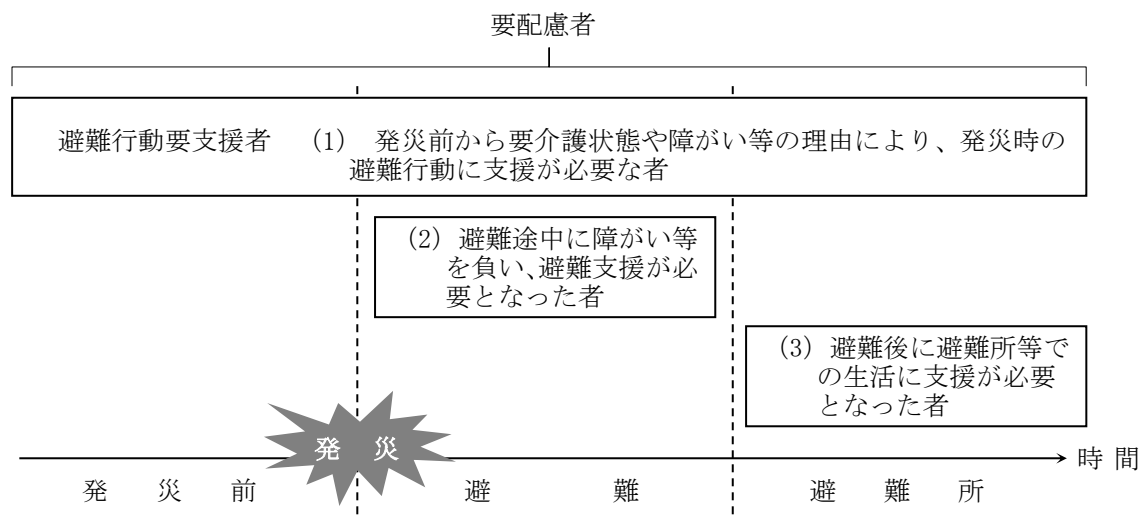 要配慮者
避難行動要支援者 (1) 発災前から要介護状態や障がい等の理由により、発災時の
避難行動に支援が必要な者
(2) 避難途中に障がい等
を負い、避難支援が必
要となった者
(3) 避難後に避難所等で
の生活に支援が必要
となった者
発 災
時 間
発 災 前
避 難
避 難 所